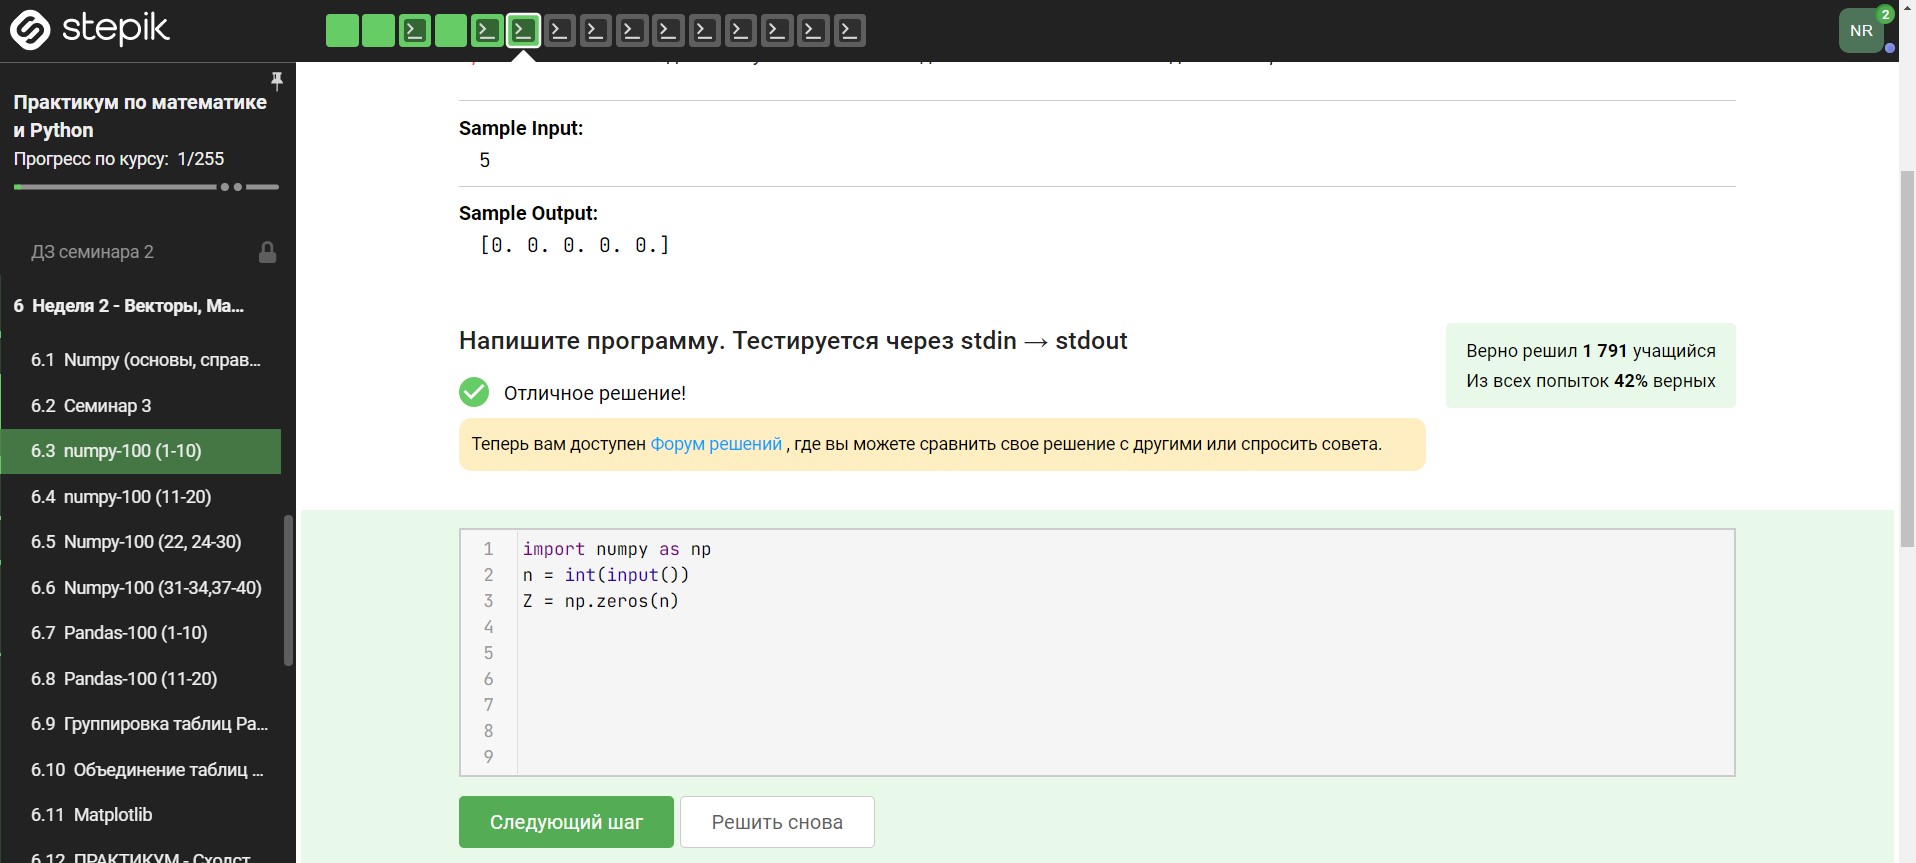 stepik
NR
2
Практикум по математике
и Python
Прогресс по курсу: 1/255
ДЗ семинара 2
6 Неделя 2 - Векторы, Ма...
6.1 Numpy (основы, справ...
6.2 Семинар 3
6.3 numpy-100 (1-10)
6.4 numpy-100 (11-20)
6.5 Numpy-100 (22, 24-30)
6.6 Numpy-100 (31-34,37-40)
6.7 Pandas-100 (1-10)
6.8 Pandas-100 (11-20)
6.9 Группировка таблиц Pa...
6.10 Объединение таблиц ...
6.11 Matplotlib
6.12 ПРАКТИКУМ - Сходст
Sample Input:
5
Sample Output:
[0. 0. 0. 0. 0.]
Напишите программу. Тестируется через stdin → stdout
Верно решил 1 791 учащийся
Из всех попыток 42% верных
Отличное решение!
Теперь вам доступен Форум решений , где вы можете сравнить свое решение с другими или спросить совета.
1 import numpy as np
2 n = int(input())
3 Z = np.zeros(n)
4
5
6
7
8
9
Следующий шаг
Решить снова